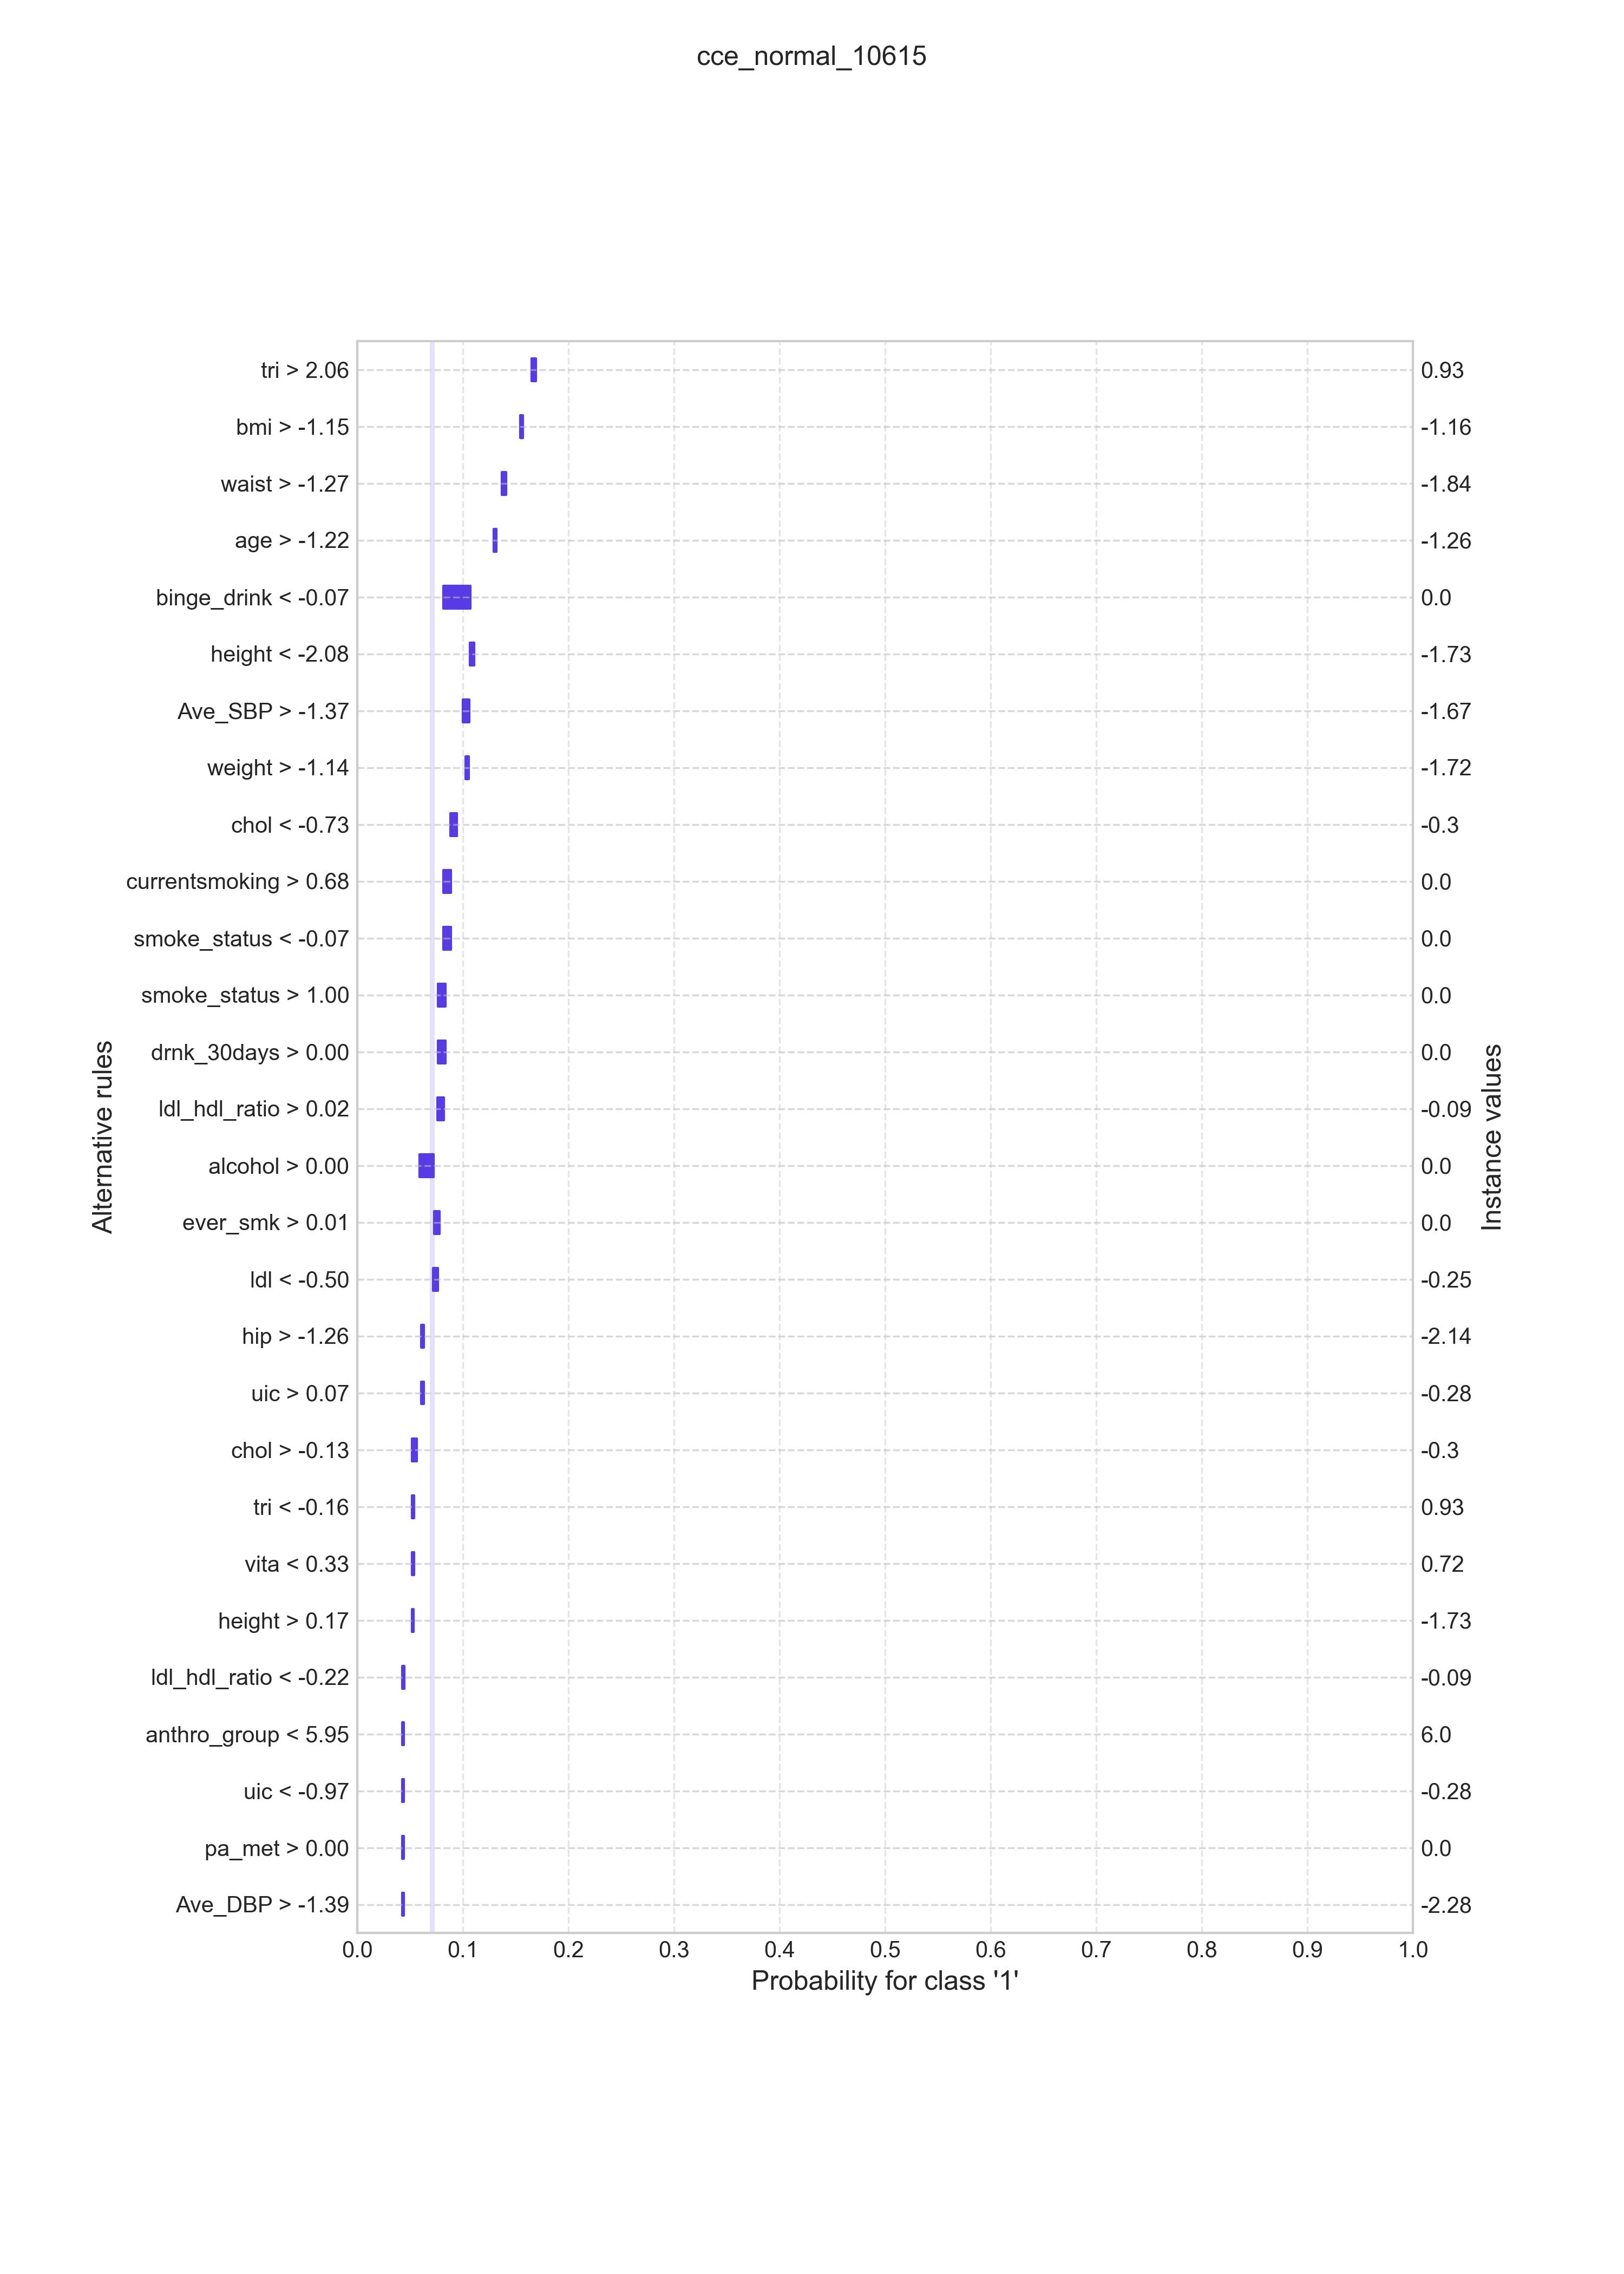 cce_normal_10615
tri > 2.06 0.93
bmi > -1.15 -1.16
waist > -1.27 -1.84
age > -1.22 -1.26
binge_drink < -0.07 0.0
height < -2.08 -1.73
Ave_SBP > -1.37 -1.67
weight > -1.14 -1.72
chol < -0.73 -0.3
currentsmoking > 0.68 0.0
smoke_status < -0.07 0.0
smoke_status > 1.00 0.0
drnk_30days > 0.00 0.0
ldl_hdl_ratio > 0.02 -0.09
alcohol > 0.00 0.0
ever_smk > 0.01 0.0
ldl < -0.50 -0.25
hip > -1.26 -2.14
uic > 0.07 -0.28
chol > -0.13 -0.3
tri < -0.16 0.93
vita < 0.33 0.72
height > 0.17 -1.73
ldl_hdl_ratio < -0.22 -0.09
anthro_group < 5.95 6.0
uic < -0.97 -0.28
pa_met > 0.00 0.0
Ave_DBP > -1.39 -2.28
Alternative rules
Instance values
0.0 0.1 0.2 0.3 0.4 0.5 0.6 0.7 0.8 0.9 1.0
Probability for class '1'